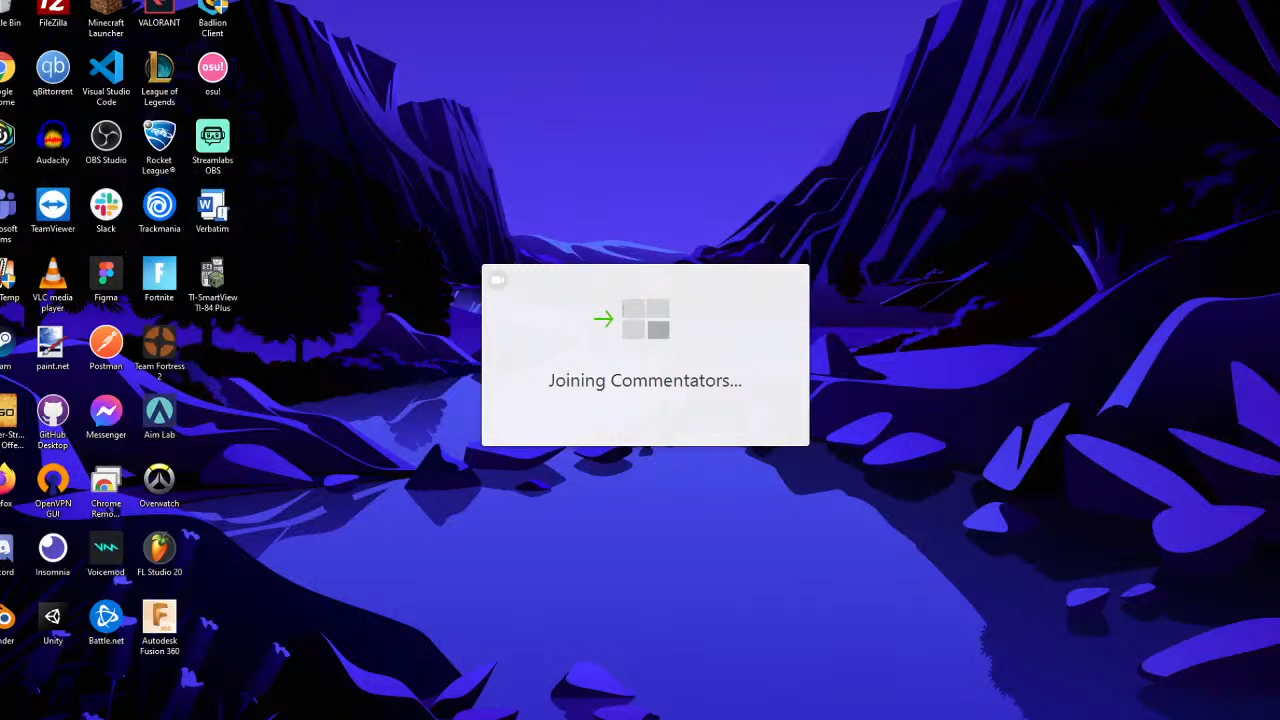 FileZilla
Minecraft
Launcher
VALORANT
Badlion
Client
qBittorrent
Visual Studio
Code
League of
Legends
osu!
osu!
Audacity
OBS Studio
Rocket
League®
Streamlabs
OBS
TeamViewer
Slack
Trackmania
Verbatim
Temp
VLC media
player
Figma
Fortnite
TI-SmartView
TI-84 Plus
paint.net
Postman
Team Fortress
2
GitHub
Desktop
Messenger
Aim Lab
OpenVPN
GUI
Chrome
Remo...
Overwatch
Insomnia
Voicemod
FL Studio 20
Unity
Battle.net
Autodesk
Fusion 360
Joining Commentators...